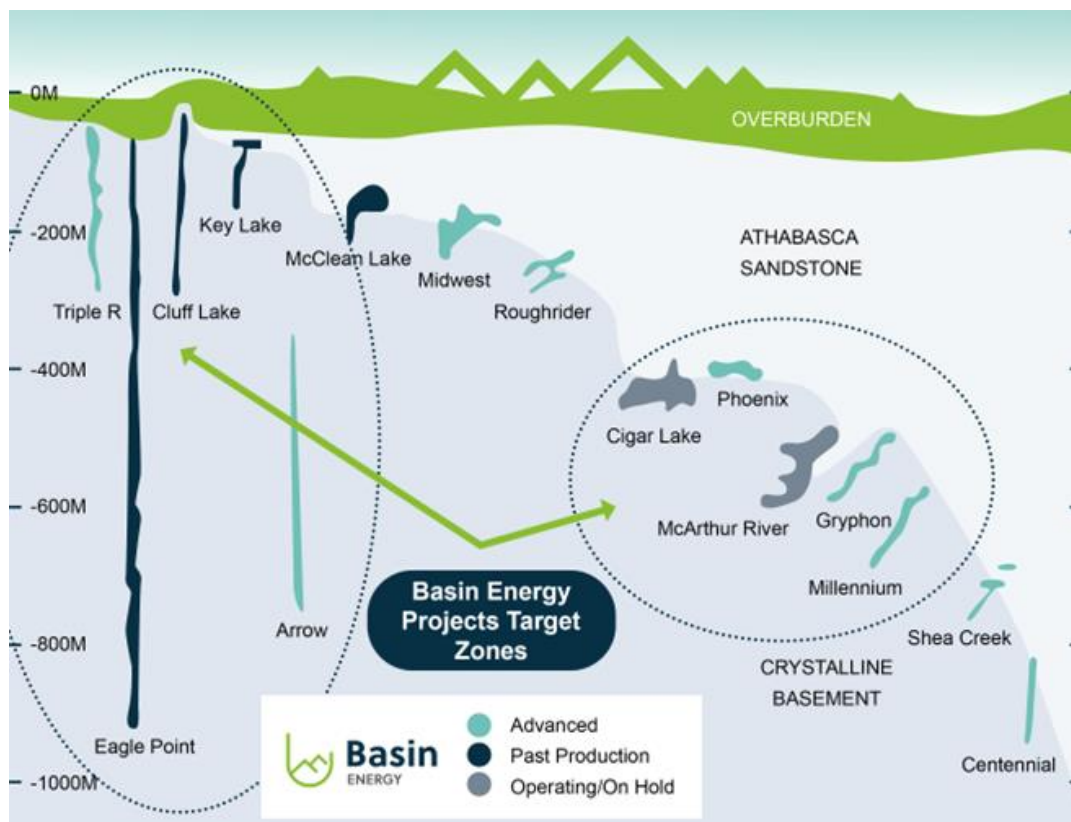 0M
OVERBURDEN
Key Lake
-200M
ATHABASCA
SANDSTONE
McClean Lake
Midwest
Triple R
Cluff Lake
Roughrider
-400M
Phoenix
Cigar Lake
-600M
McArthur River
Gryphon
Basin Energy
Projects Target
Zones
Millennium
Arrow
Shea Creek
-800M
CRYSTALLINE
BASEMENT
Eagle Point
Basin
ENERGY
Advanced
Past Production
Operating/On Hold
Centennial
-1000M